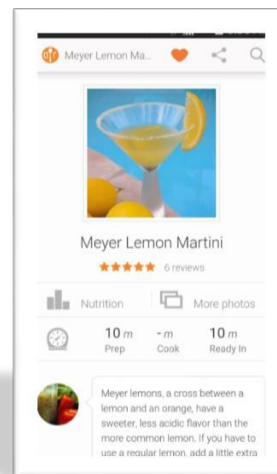 Meyer Lemon Ma...
Meyer Lemon Martini
6 reviews
Nutrition
More photos
10 m
- m
10 m
Prep
Cook
Ready In
Meyer lemons, a cross between a
lemon and an orange, have a
sweeter, less acidic flavor than the
more common lemon. If you have to
use a regular lemon, add a little extra